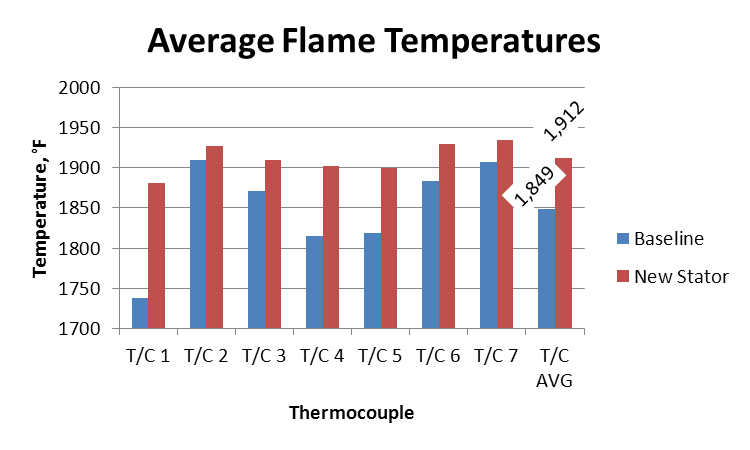 Average Flame Temperatures
Temperature, °F
2000
1950
1900
1850
1800
1750
1700
1,912
1,849
Baseline
New Stator
T/C 1 T/C 2 T/C 3 T/C 4 T/C 5 T/C 6 T/C 7 T/C
AVG
Thermocouple